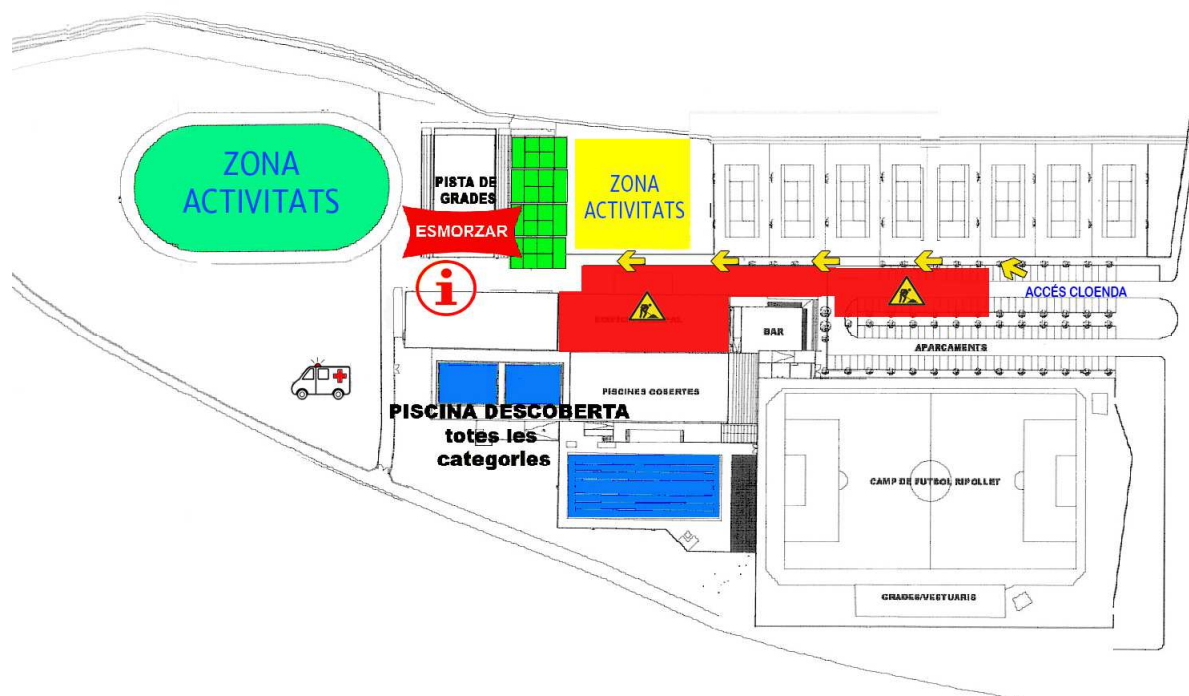 ZONA
ACTIVITATS
PISTA DE
GRADES
ESMORZAR
ZONA
ACTIVITATS
i
ACCÉS CLOENDA
BAR
APARCAMENTS
PISCINES COBERTES
PISCINA DESCOBERTA
totes les
categories
CAMP DE FUTBOL RIPOLLET
GRADES/VESTUARIS